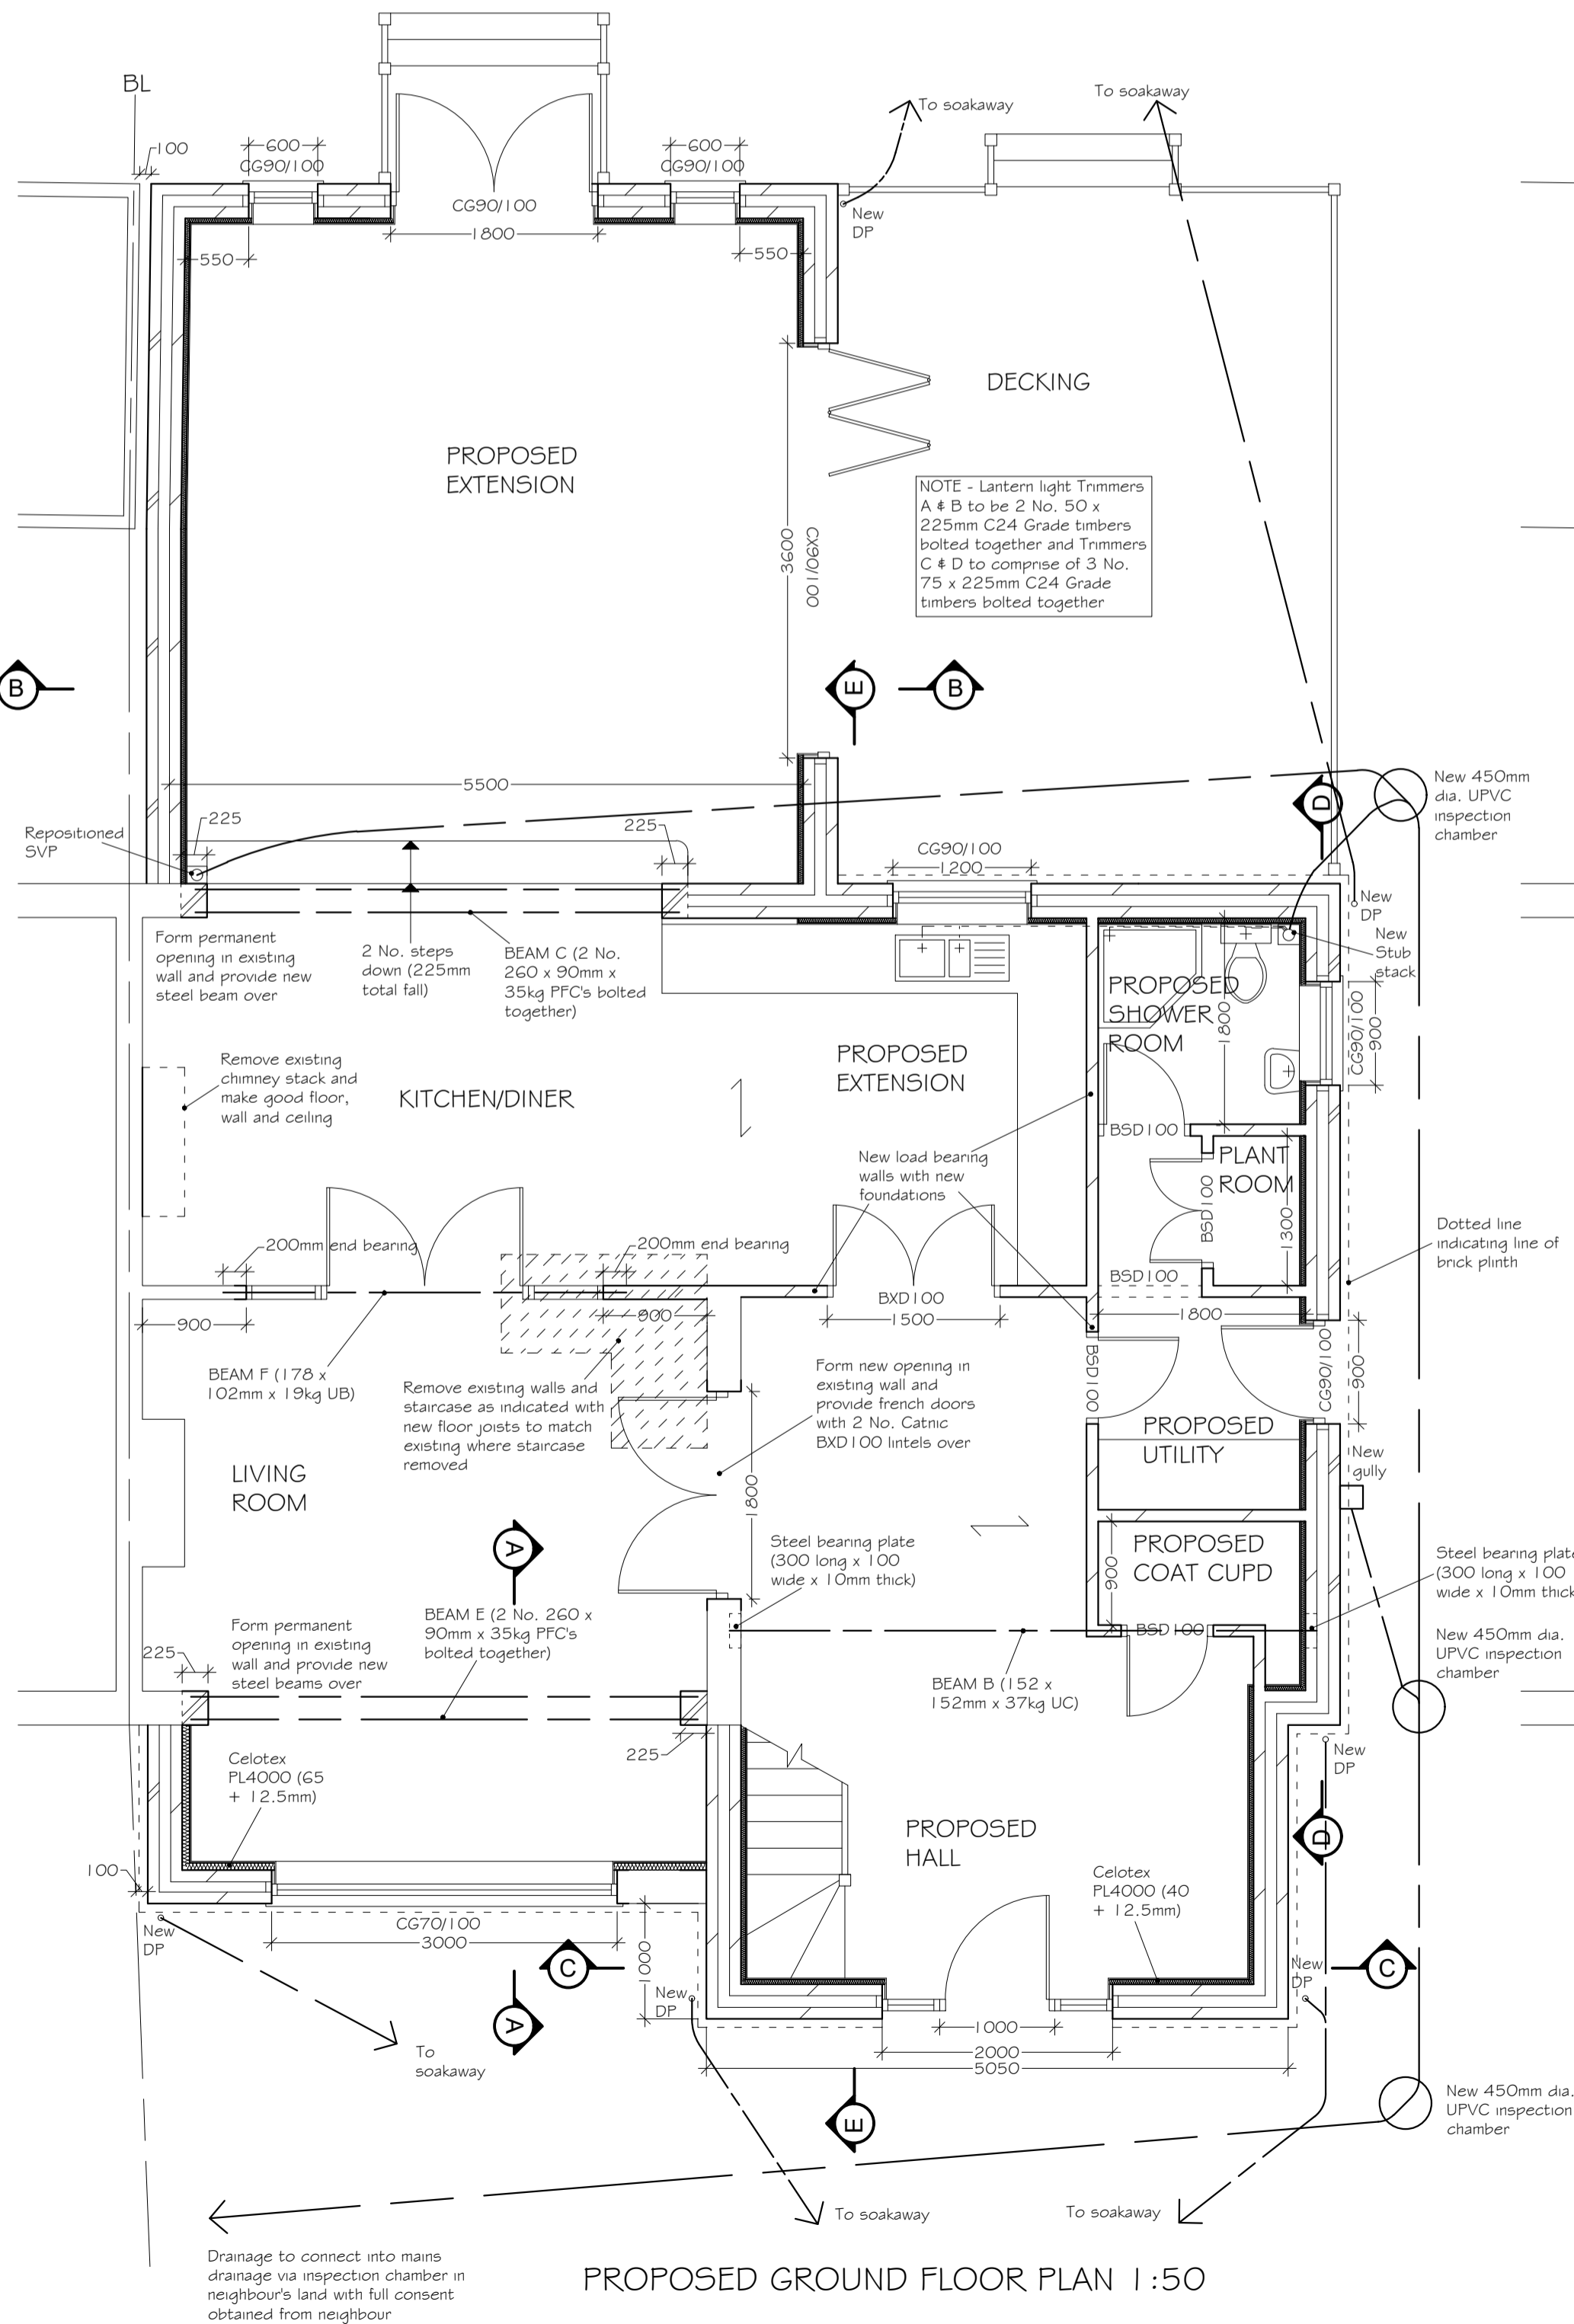 BL
100
600
CG90/100
600
CG90/100
To soakaway
To soakaway
CG90/100
1800
New
DP
550
550
DECKING
PROPOSED
EXTENSION
3600
CX90/100
NOTE - Lantern light Trimmers
A & B to be 2 No. 50 x
225mm C24 Grade timbers
bolted together and Trimmers
C & D to comprise of 3 No.
75 x 225mm C24 Grade
timbers bolted together
B
E
B
5500
D
New 450mm
dia. UPVC
inspection
chamber
Repositioned
SVP
225
225
CG90/100
1200
New
DP
New
Stub
stack
Form permanent
opening in existing
wall and provide new
steel beam over
2 No. steps
down (225mm
total fall)
BEAM C (2 No.
260 x 90mm x
35kg PFC's bolted
together)
PROPOSED
SHOWER
ROOM
1800
CG90/100
900
Remove existing
chimney stack and
make good floor,
wall and ceiling
KITCHEN/DINER
PROPOSED
EXTENSION
BSD100
PLANT
ROOM
New load bearing
walls with new
foundations
BSD100
1300
Dotted line
indicating line of
brick plinth
200mm end bearing
200mm end bearing
BSD100
BXD100
1500
1800
900
900
BEAM F (178 x
102mm x 19kg UB)
Remove existing walls and
staircase as indicated with
new floor joists to match
existing where staircase
removed
Form new opening in
existing wall and
provide french doors
with 2 No. Catnic
BXD100 lintels over
BSD100
CG90/100
900
PROPOSED
UTILITY
New
gully
LIVING
ROOM
1800
A
Steel bearing plate
(300 long x 100
wide x 10mm thick)
PROPOSED
COAT CUPD
900
Steel bearing plate
(300 long x 100
wide x 10mm thick
Form permanent
opening in existing
wall and provide new
steel beams over
225
BEAM E (2 No. 260 x
90mm x 35kg PFC's
bolted together)
BSD100
BEAM B (152 x
152mm x 37kg UC)
New 450mm dia.
UPVC inspection
chamber
225
New
DP
Celotex
PL4000 (65
+ 12.5mm)
PROPOSED
HALL
D
100
Celotex
PL4000 (40
+ 12.5mm)
New
DP
CG70/100
3000
C
1000
New
DP
New
DP
C
A
To
soakaway
1000
2000
5050
E
New 450mm dia.
UPVC inspection
chamber
To soakaway
To soakaway
Drainage to connect into mains
drainage via inspection chamber in
neighbour's land with full consent
obtained from neighbour
PROPOSED GROUND FLOOR PLAN 1:50